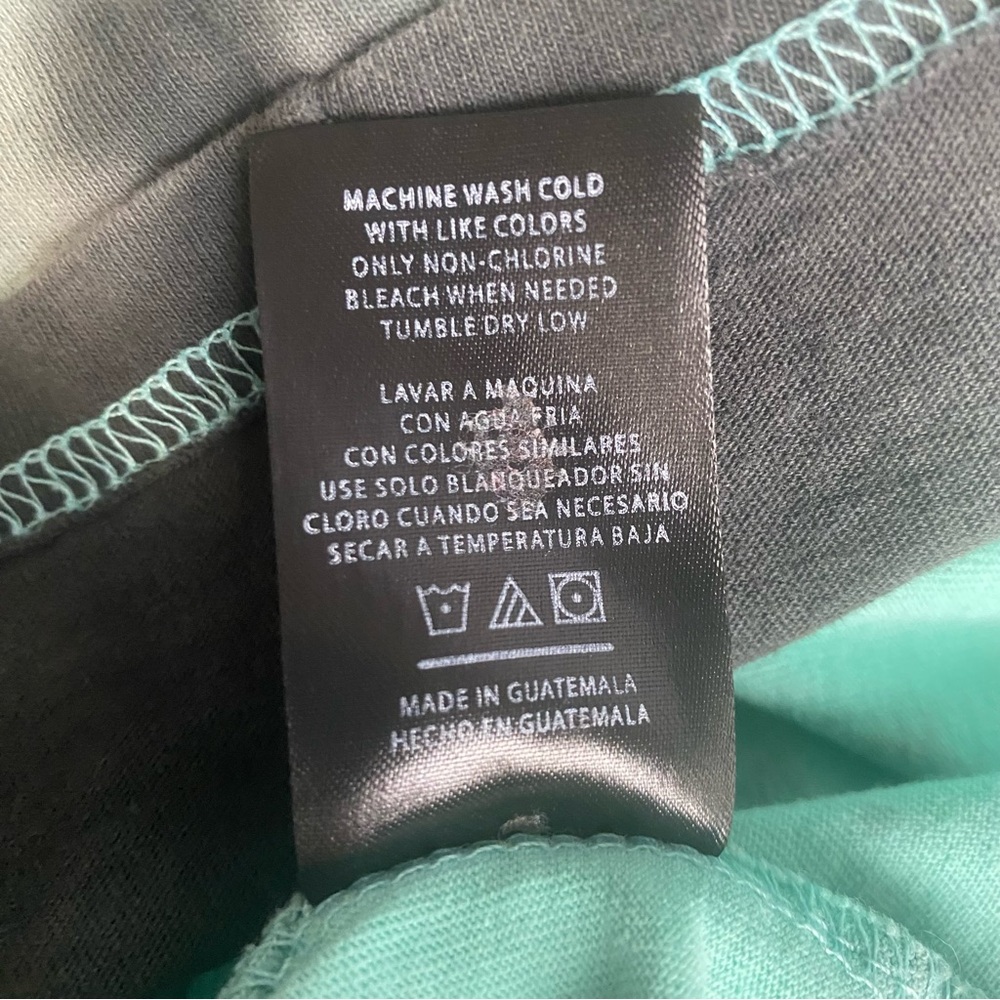 MACHINE WASH COLD
WITH LIKE COLORS
ONLY NON-CHLORINE
BLEACH WHEN NEEDED
TUMBLE DRY LOW
LAVAR A MAQUINA
CON AGUA FRIA
CON COLORES SIMILARES
USE SOLO BLANQUEADOR SIN
CLORO CUANDO SEA NECESARIO
SECAR A TEMPERATURA BAJA
MADE IN GUATEMALA
HECHO EN GUATEMALA